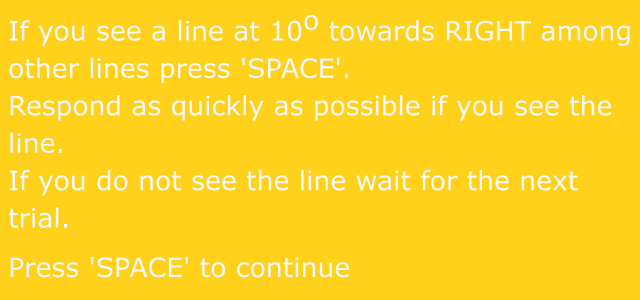 If you see a line at 10º towards RIGHT among
other lines press 'SPACE'.
Respond as quickly as possible if you see the
line.
If you do not see the line wait for the next
trial.
Press 'SPACE' to continue